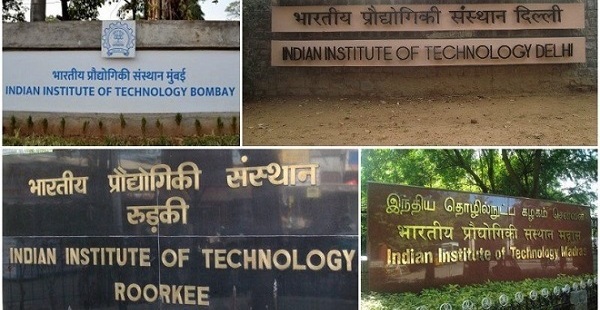 भारतीय प्रौद्योगिकी संस्थान मुंबई
INDIAN INSTITUTE OF TECHNOLOGY BOMBAY
भारतीय प्रौद्योगिकी संस्थान दिल्ली
INDIAN INSTITUTE OF TECHNOLOGY DELHI
भारतीय प्रौद्योगिकी संस्थान
रुड़की
INDIAN INSTITUTE OF TECHNOLOGY
ROORKEE
இந்திய தொழில்நுட்ப கழகம் சென்னை
भारतीय प्रौद्योगिकी संस्थान मद्रास
Indian Institute of Technology, Madras